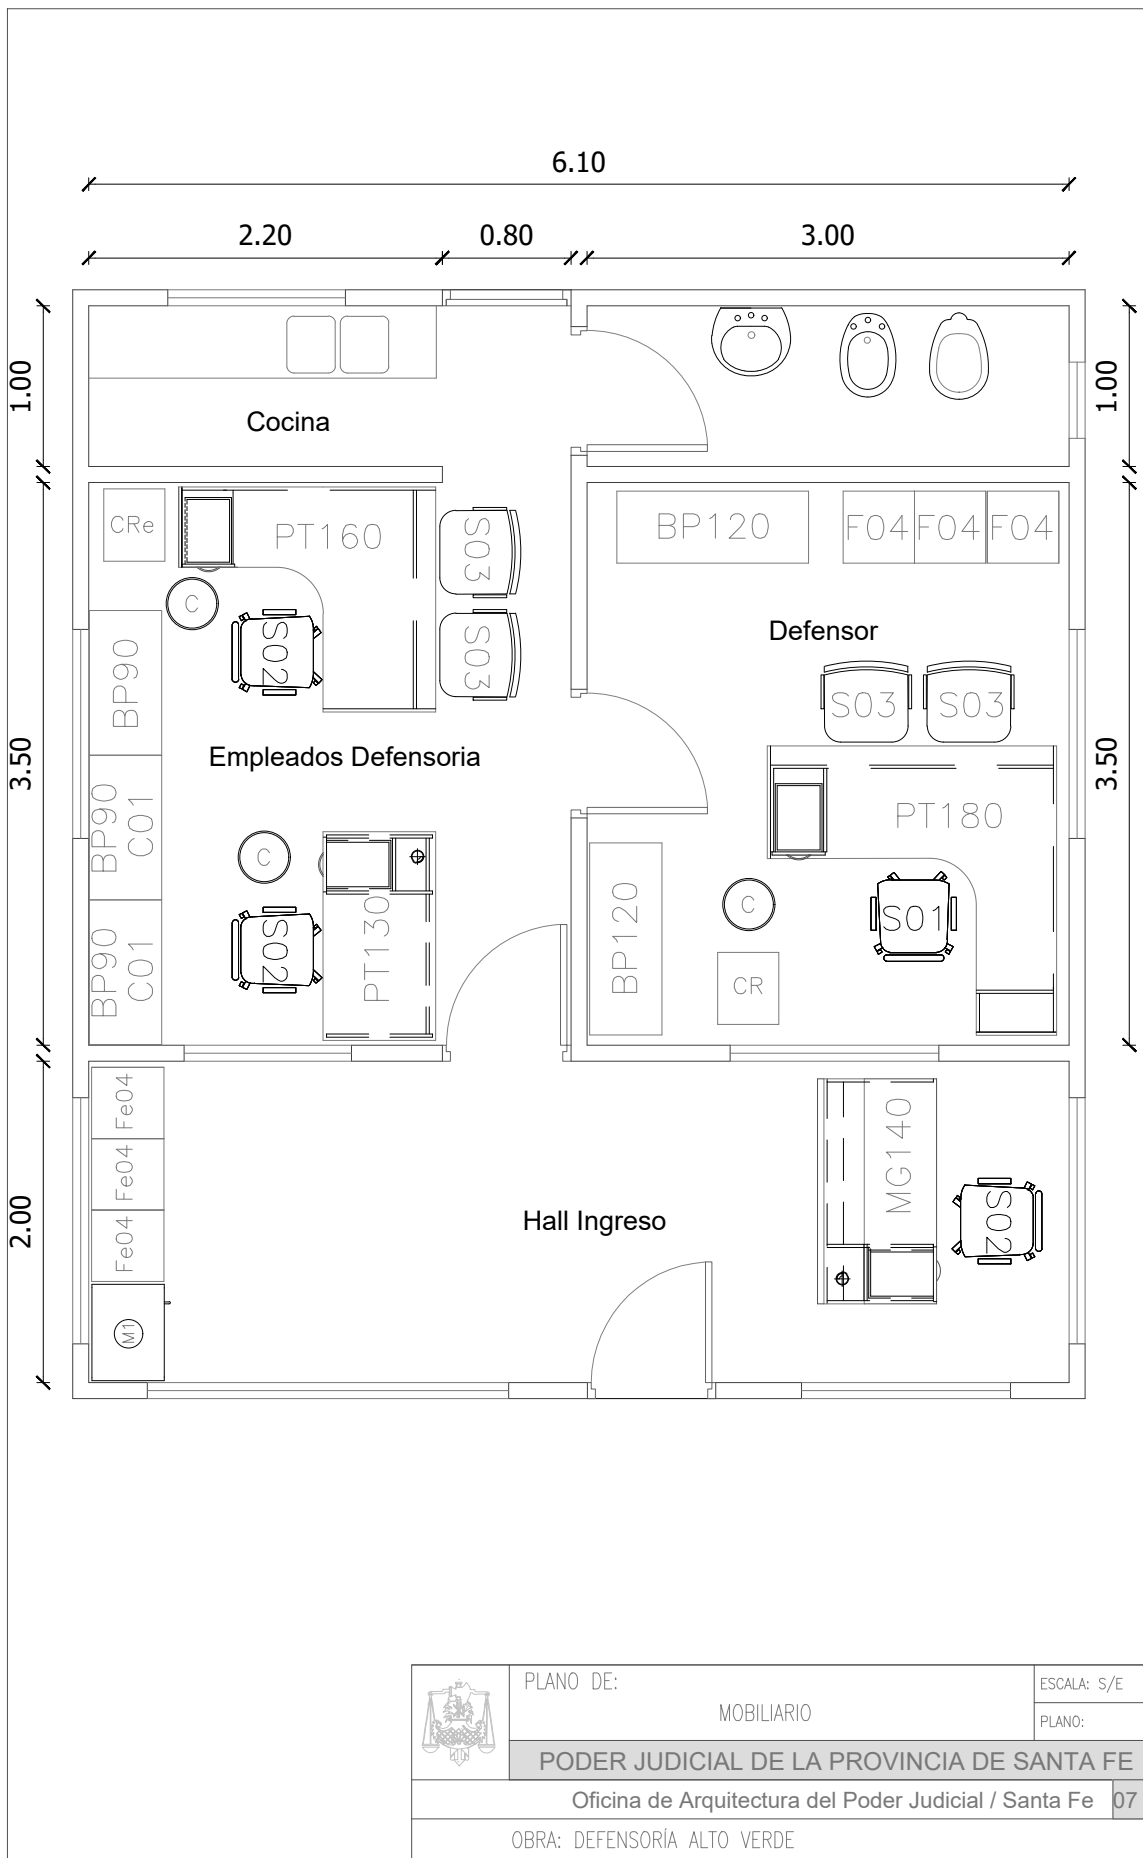 6.10
2.20
0.80
3.00
1.00
1.00
Cocina
CRe
PT160
S03
BP120
F04
F04
F04
C
S02
S03
Defensor
BP90
S03
S03
Empleados Defensoria
3.50
3.50
PT180
BP90
C01
C
C
S01
BP90
C01
S02
PT130
BP120
CR
Fe04
Fe04
Fe04
MG140
2.00
Hall Ingreso
S02
M1
PLANO DE:
MOBILIARIO
ESCALA: S/E
PLANO:
PODER JUDICIAL DE LA PROVINCIA DE SANTA FE
Oficina de Arquitectura del Poder Judicial / Santa Fe
07
OBRA: DEFENSORÍA ALTO VERDE